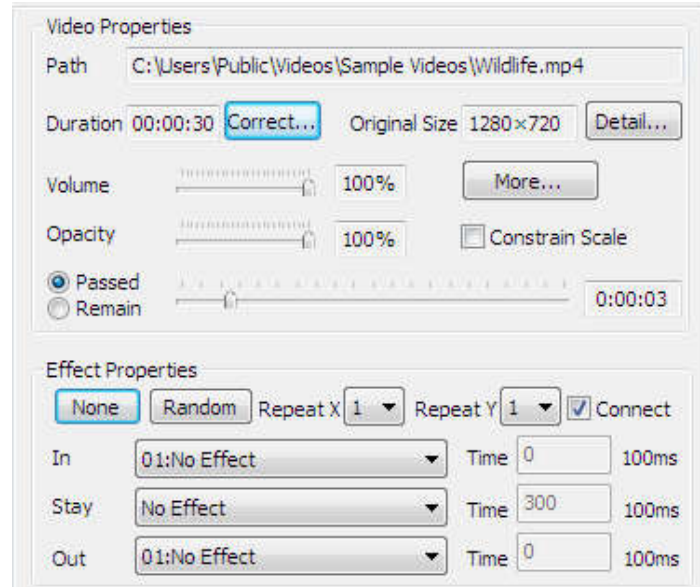 Video Properties
Path C:\Users\Public\Videos\Sample Videos\Wildlife.mp4
Duration 00:00:30 Correct... Original Size 1280×720 Detail...
Volume 100% More...
Opacity 100% Constrain Scale
Passed
Remain 0:00:03
Effect Properties
None Random Repeat X 1 Repeat Y 1 Connect
In 01:No Effect Time 0 100ms
Stay No Effect Time 300 100ms
Out 01:No Effect Time 0 100ms